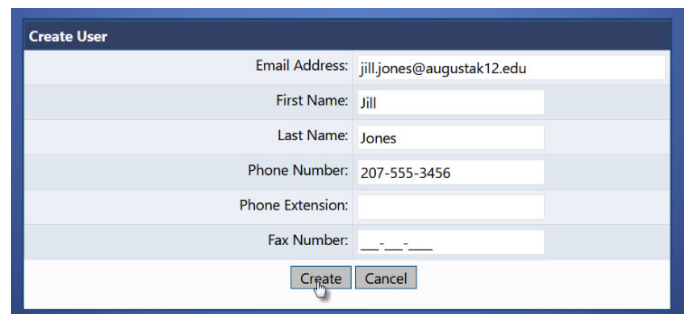 Create User
Email Address: jill.jones@augustak12.edu
First Name: Jill
Last Name: Jones
Phone Number: 207-555-3456
Phone Extension:
Fax Number: ___-___-____
Create Cancel